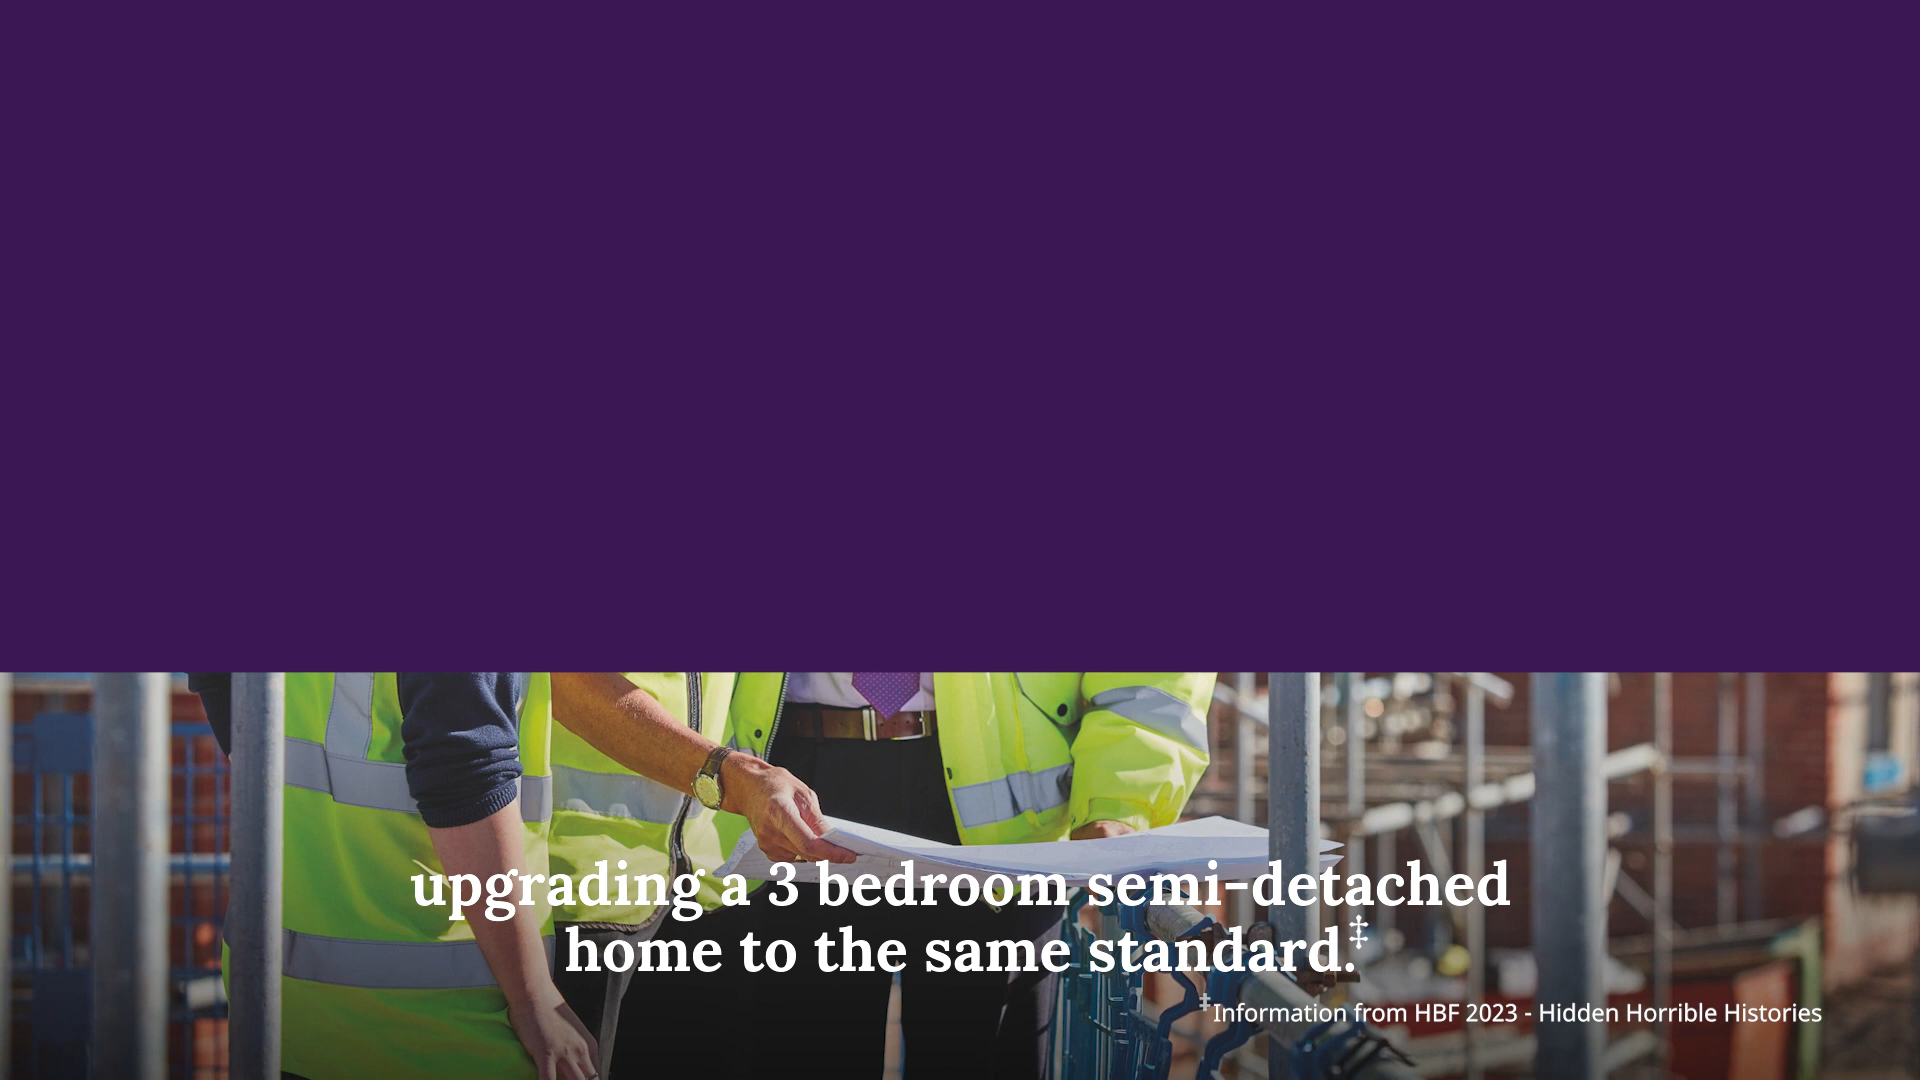 upgrading a 3 bedroom semi-detached
home to the same standard.‡
‡Information from HBF 2023 - Hidden Horrible Histories